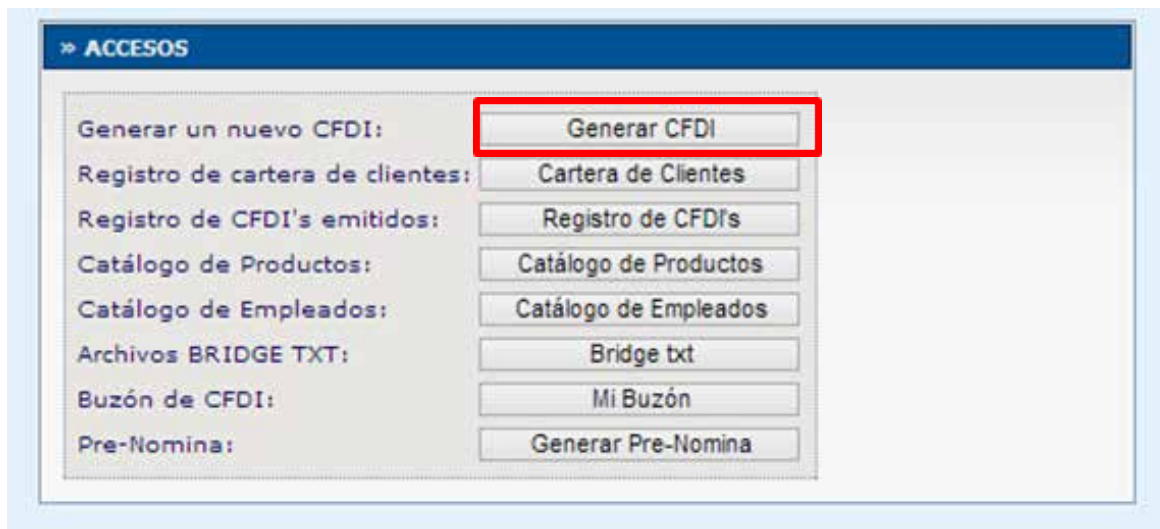 » ACCESOS
Generar un nuevo CFDI: Generar CFDI
Registro de cartera de clientes: Cartera de Clientes
Registro de CFDI's emitidos: Registro de CFDI's
Catálogo de Productos: Catálogo de Productos
Catálogo de Empleados: Catálogo de Empleados
Archivos BRIDGE TXT: Bridge txt
Buzón de CFDI: Mi Buzón
Pre-Nomina: Generar Pre-Nomina